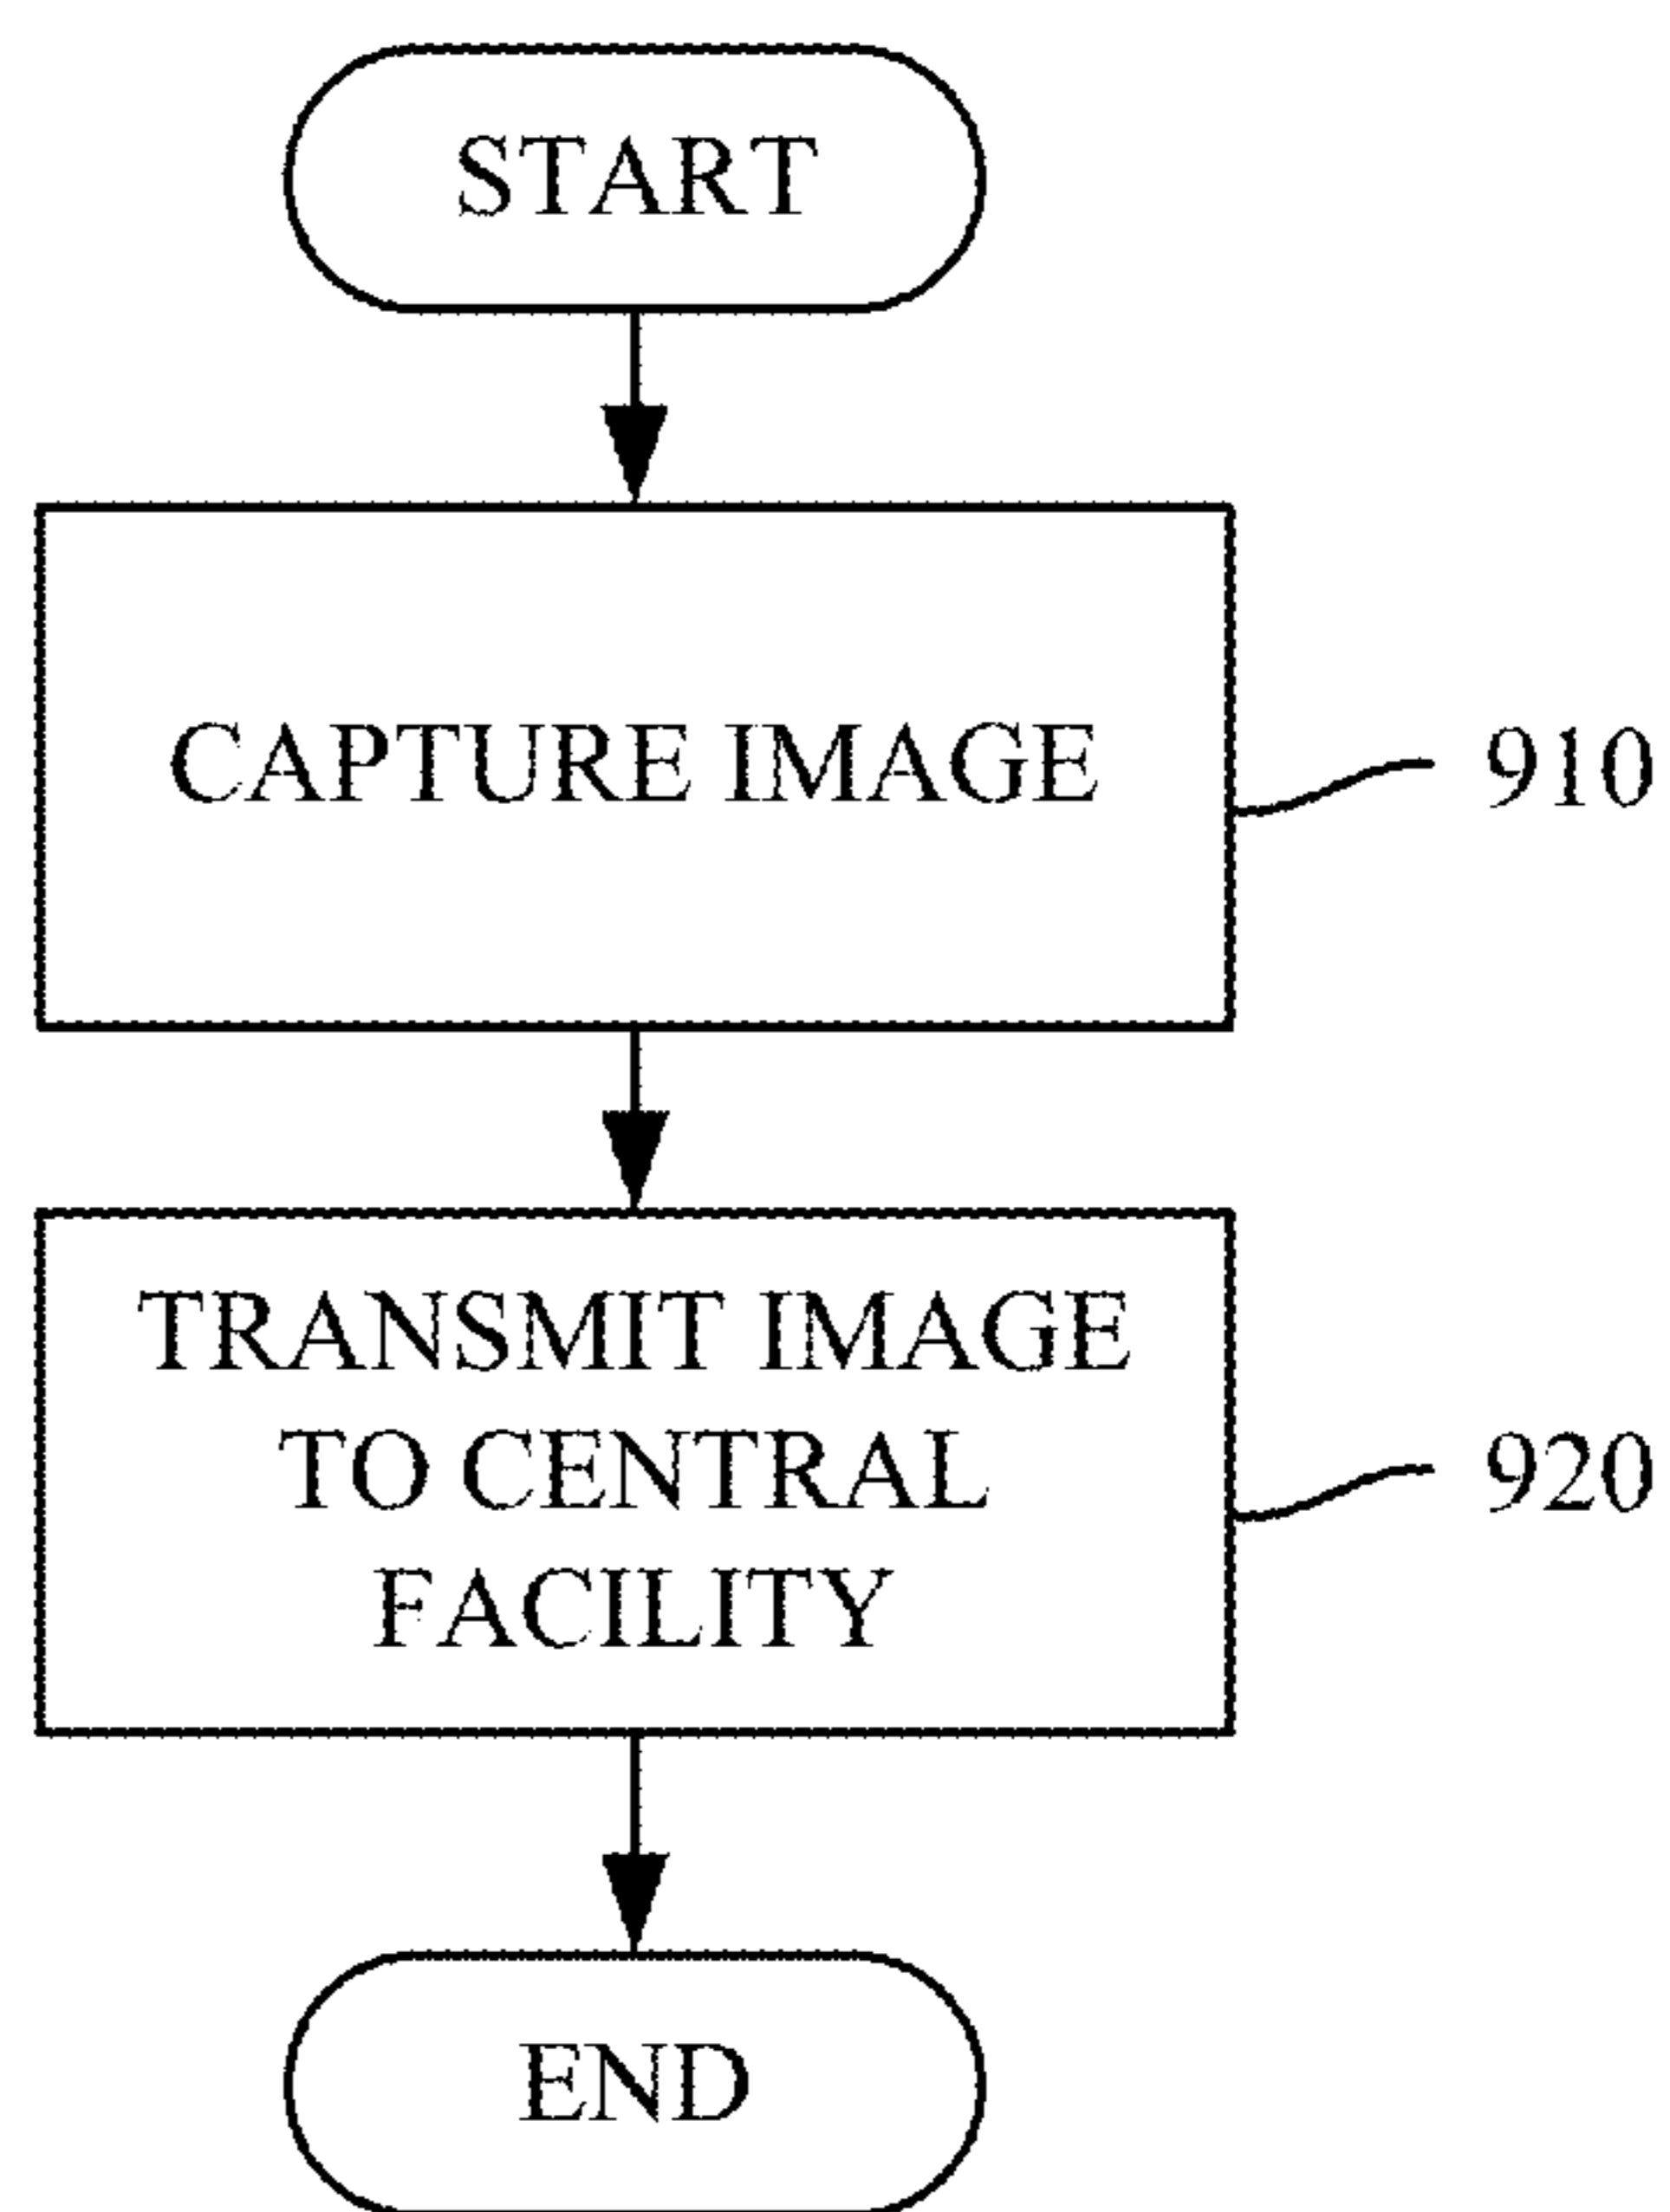 START
CAPTURE IMAGE
910
TRANSMIT IMAGE
TO CENTRAL
FACILITY
920
END